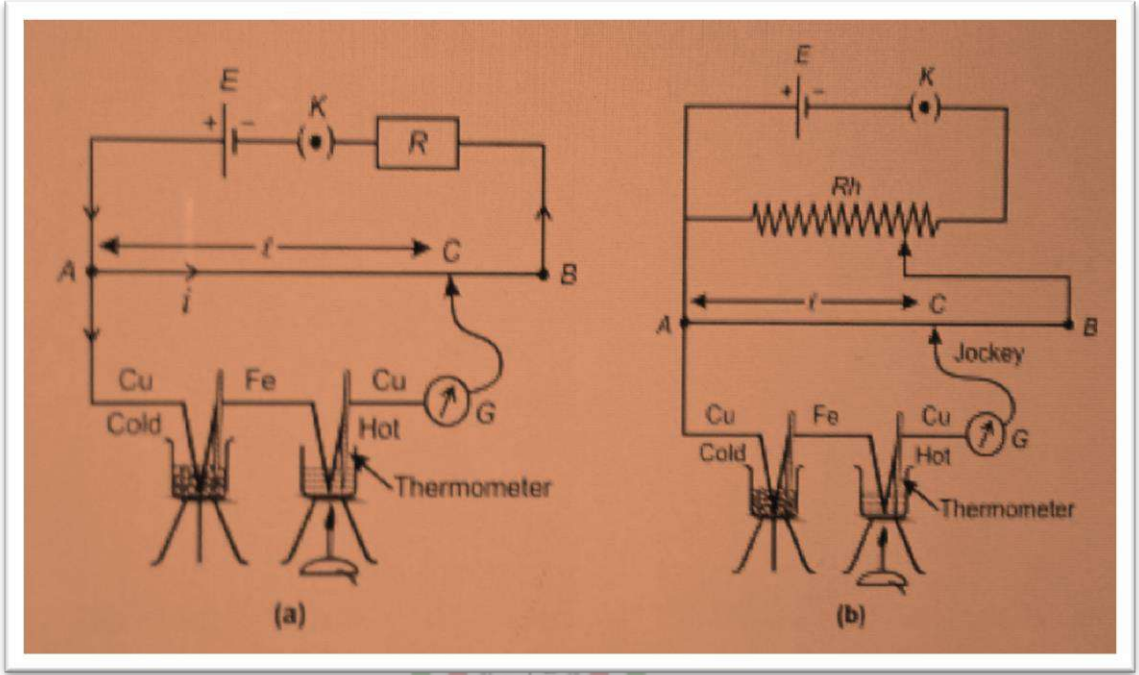 E
+ −
K
R
ℓ
C
A
B
i
Cu
Fe
Cu
G
Cold
Hot
Thermometer
(a)
E
+ −
K
Rh
ℓ
C
A
B
Jockey
Cu
Fe
Cu
G
Cold
Hot
Thermometer
(b)